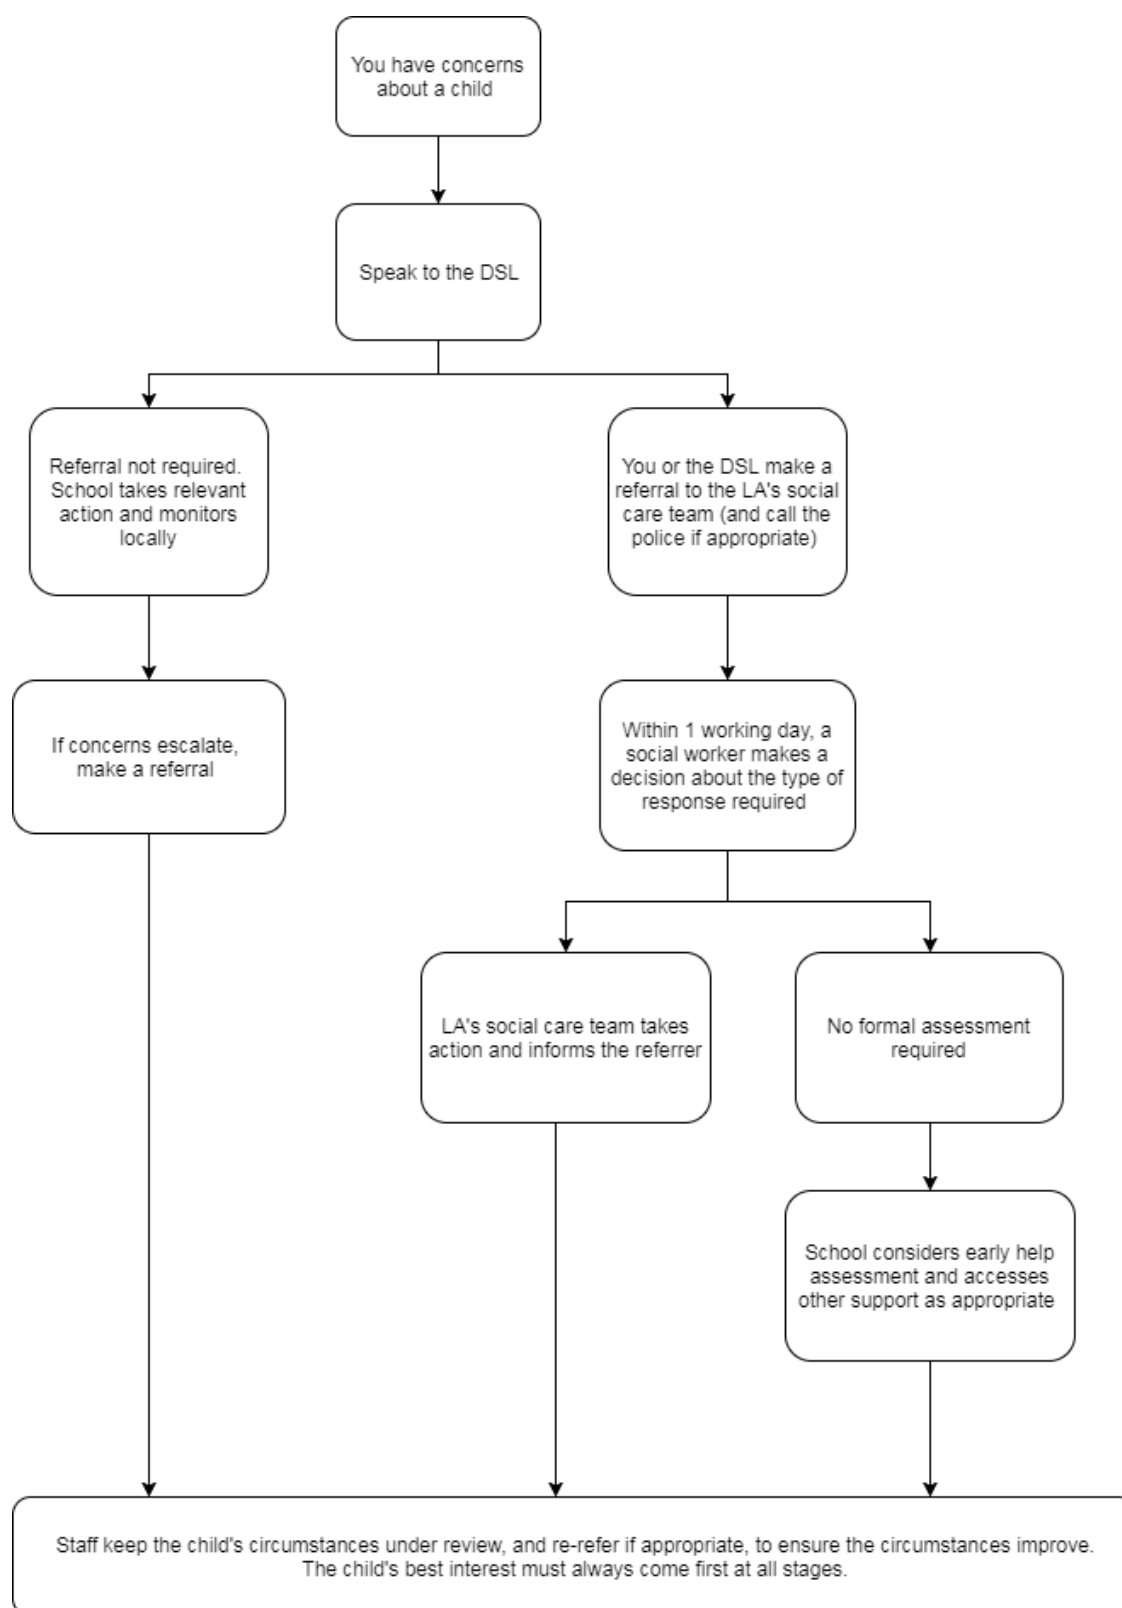 You have concerns
about a child
Speak to the DSL
Referral not required.
School takes relevant
action and monitors
locally
You or the DSL make a
referral to the LA's social
care team (and call the
police if appropriate)
If concerns escalate,
make a referral
Within 1 working day, a
social worker makes a
decision about the type of
response required
LA's social care team takes
action and informs the referrer
No formal assessment
required
School considers early help
assessment and accesses
other support as appropriate
Staff keep the child's circumstances under review, and re-refer if appropriate, to ensure the circumstances improve.
The child's best interest must always come first at all stages.